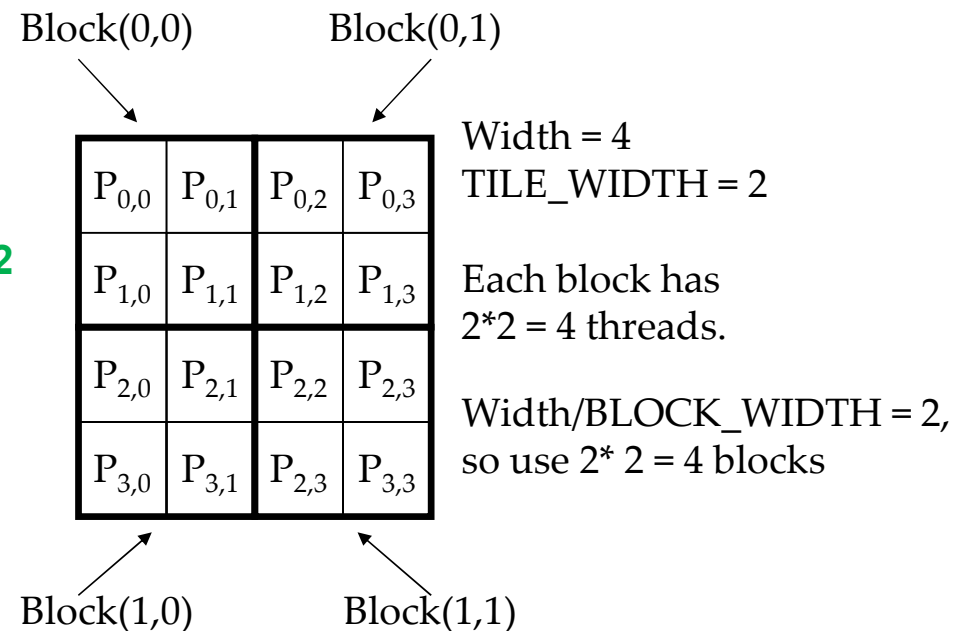 Block(0,0) Block(0,1)
Width = 4
TILE_WIDTH = 2
P0,0 P0,1 P0,2 P0,3
2
P1,0 P1,1 P1,2 P1,3
Each block has
2*2 = 4 threads.
P2,0 P2,1 P2,2 P2,3
Width/BLOCK_WIDTH = 2,
so use 2* 2 = 4 blocks
P3,0 P3,1 P2,3 P3,3
Block(1,0) Block(1,1)